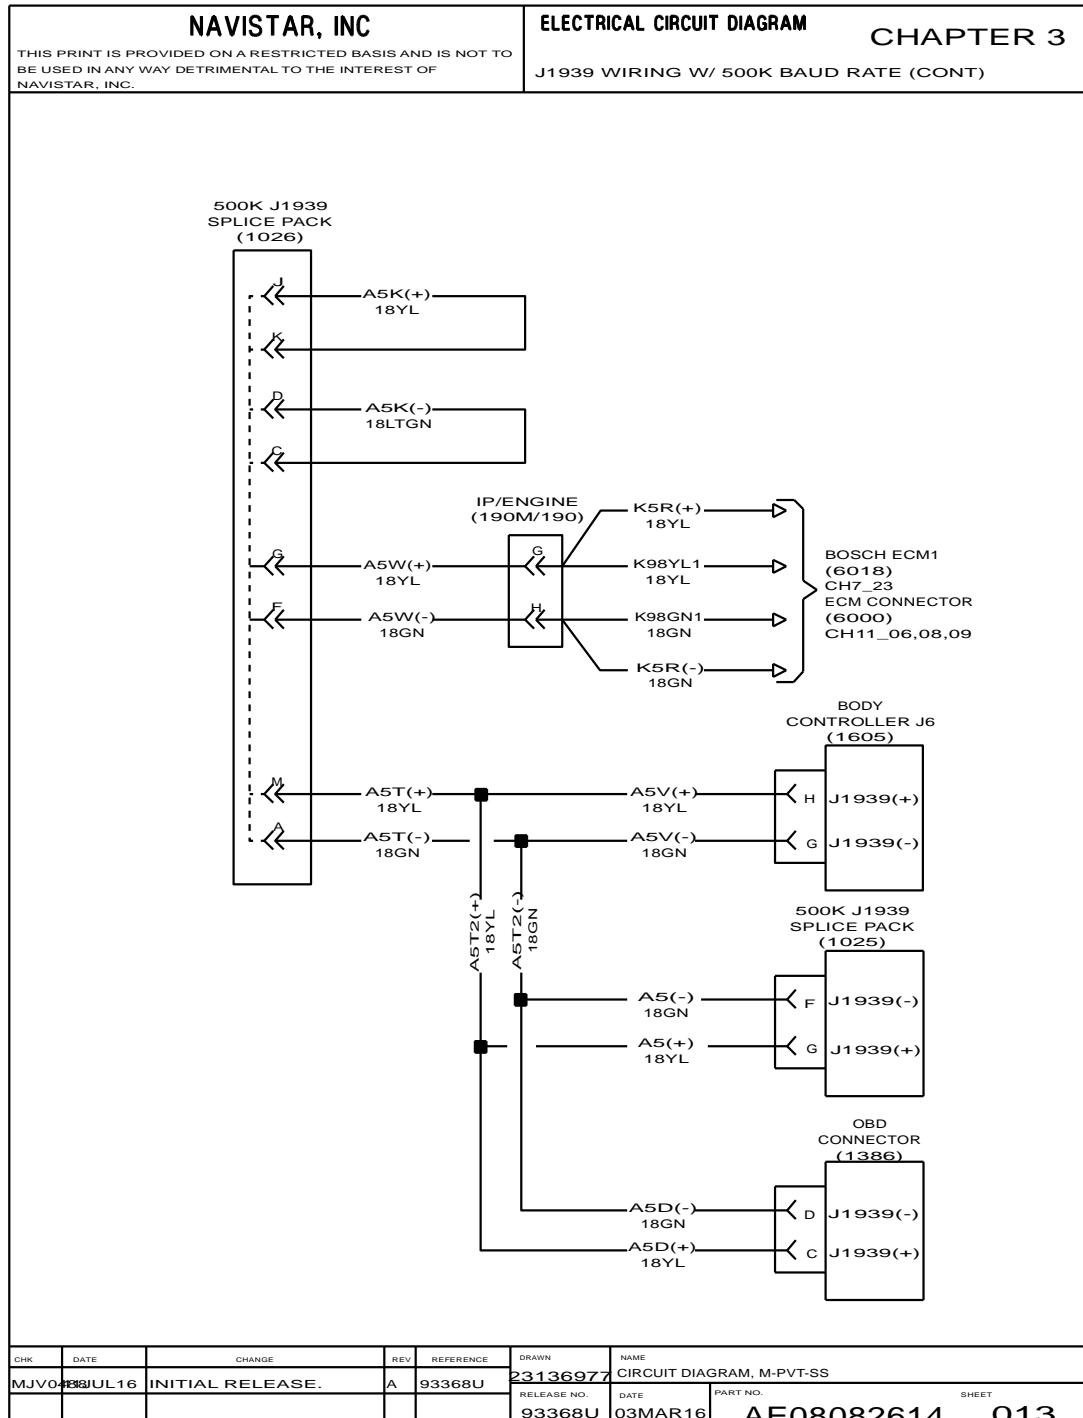 NAVISTAR, INC
THIS PRINT IS PROVIDED ON A RESTRICTED BASIS AND IS NOT TO
BE USED IN ANY WAY DETRIMENTAL TO THE INTEREST OF
NAVISTAR, INC.
ELECTRICAL CIRCUIT DIAGRAM
CHAPTER 3
J1939 WIRING W/ 500K BAUD RATE (CONT)
500K J1939
SPLICE PACK
(1026)
J
A5K(+)
18YL
K
D
A5K(-)
18LTGN
C
IP/ENGINE
(190M/190)
K5R(+)
18YL
G
A5W(+)
18YL
G
K98YL1
18YL
F
A5W(-)
18GN
H
K98GN1
18GN
K5R(-)
18GN
BOSCH ECM1
(6018)
CH7_23
ECM CONNECTOR
(6000)
CH11_06,08,09
BODY
CONTROLLER J6
(1605)
M
A5T(+)
18YL
A5V(+)
18YL
H J1939(+)
A
A5T(-)
18GN
A5V(-)
18GN
G J1939(-)
A5T2(+)
18YL
A5T2(-)
18GN
500K J1939
SPLICE PACK
(1025)
A5(-)
18GN
F J1939(-)
A5(+)
18YL
G J1939(+)
OBD
CONNECTOR
(1386)
A5D(-)
18GN
D J1939(-)
A5D(+)
18YL
C J1939(+)
CHK DATE CHANGE REV REFERENCE
INITIAL RELEASE. A 93368U
DRAWN
23136977
NAME
CIRCUIT DIAGRAM, M-PVT-SS
RELEASE NO.
93368U
DATE
03MAR16
PART NO.
AE08082614
SHEET
013